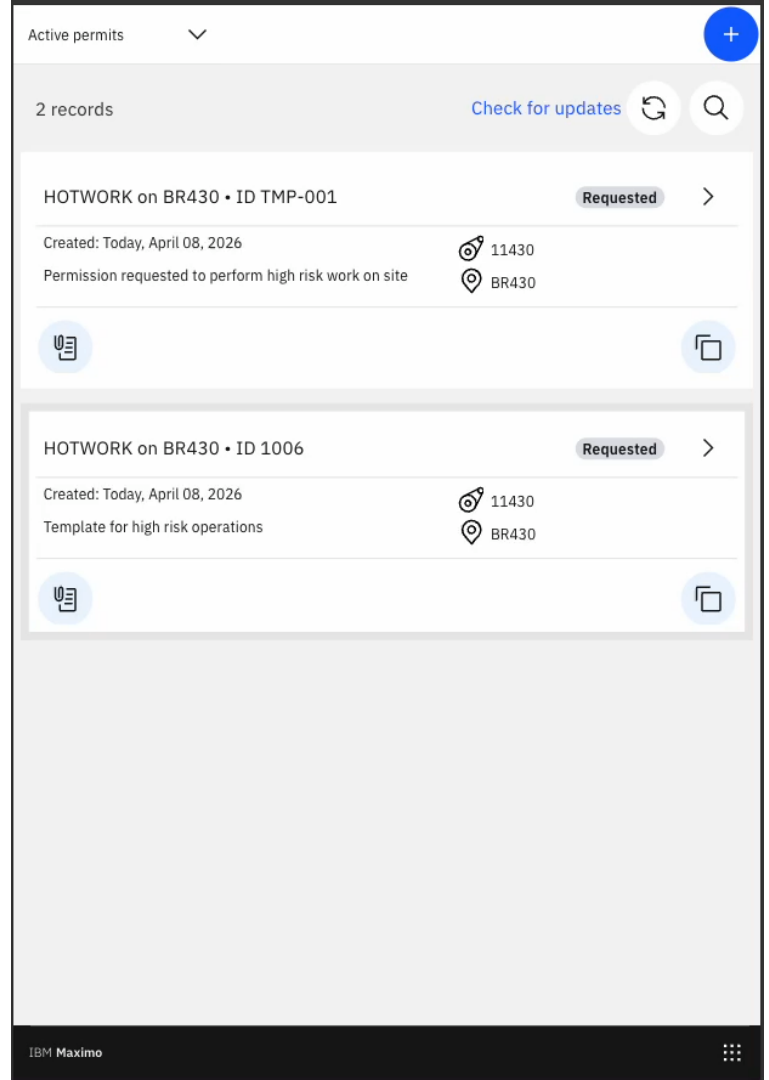 Active permits
2 records
Check for updates
HOTWORK on BR430 • ID TMP-001
Requested
Created: Today, April 08, 2026
11430
Permission requested to perform high risk work on site
BR430
HOTWORK on BR430 • ID 1006
Requested
Created: Today, April 08, 2026
11430
Template for high risk operations
BR430
IBM Maximo